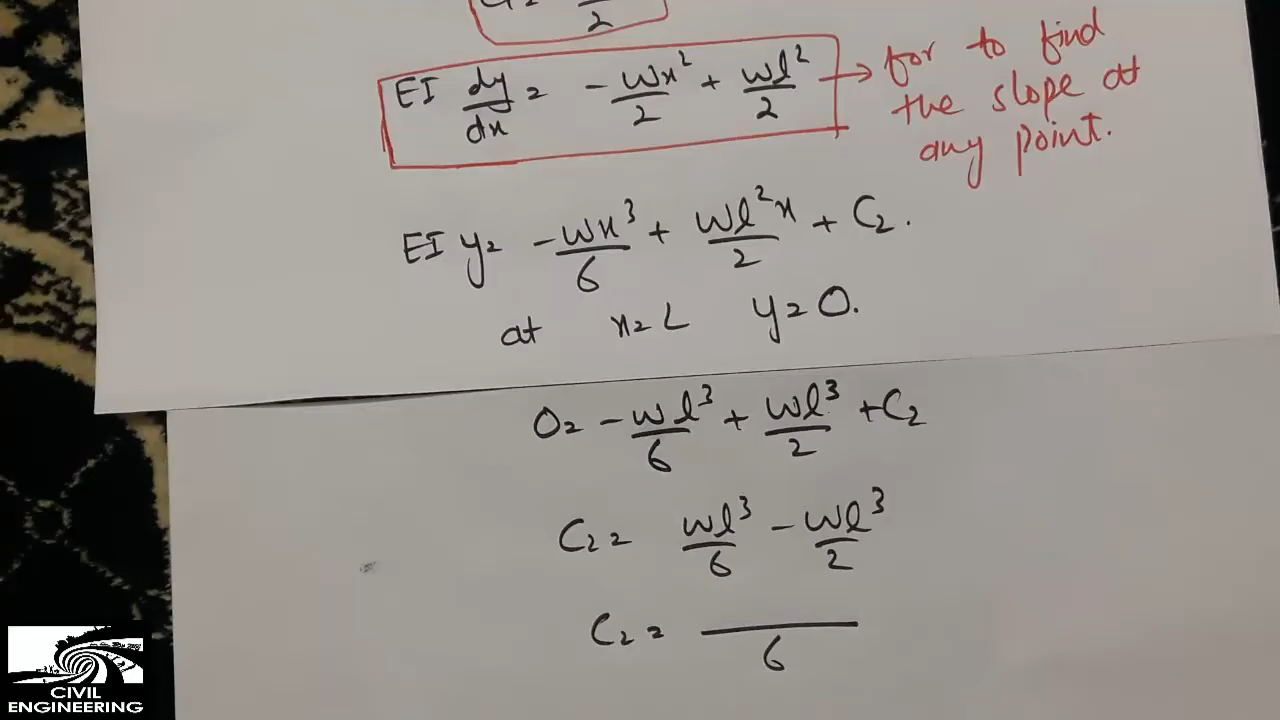 C₁ = —/2
EI dy/dx = -Wx²/2 + Wl²/2 → for to find
the slope at
any point.
EI y = -Wx³/6 + Wl²x/2 + C₂.
at x = L y = 0.
0 = -Wl³/6 + Wl³/2 + C₂
C₂ = Wl³/6 - Wl³/2
C₂ = —/6
CIVIL
ENGINEERING